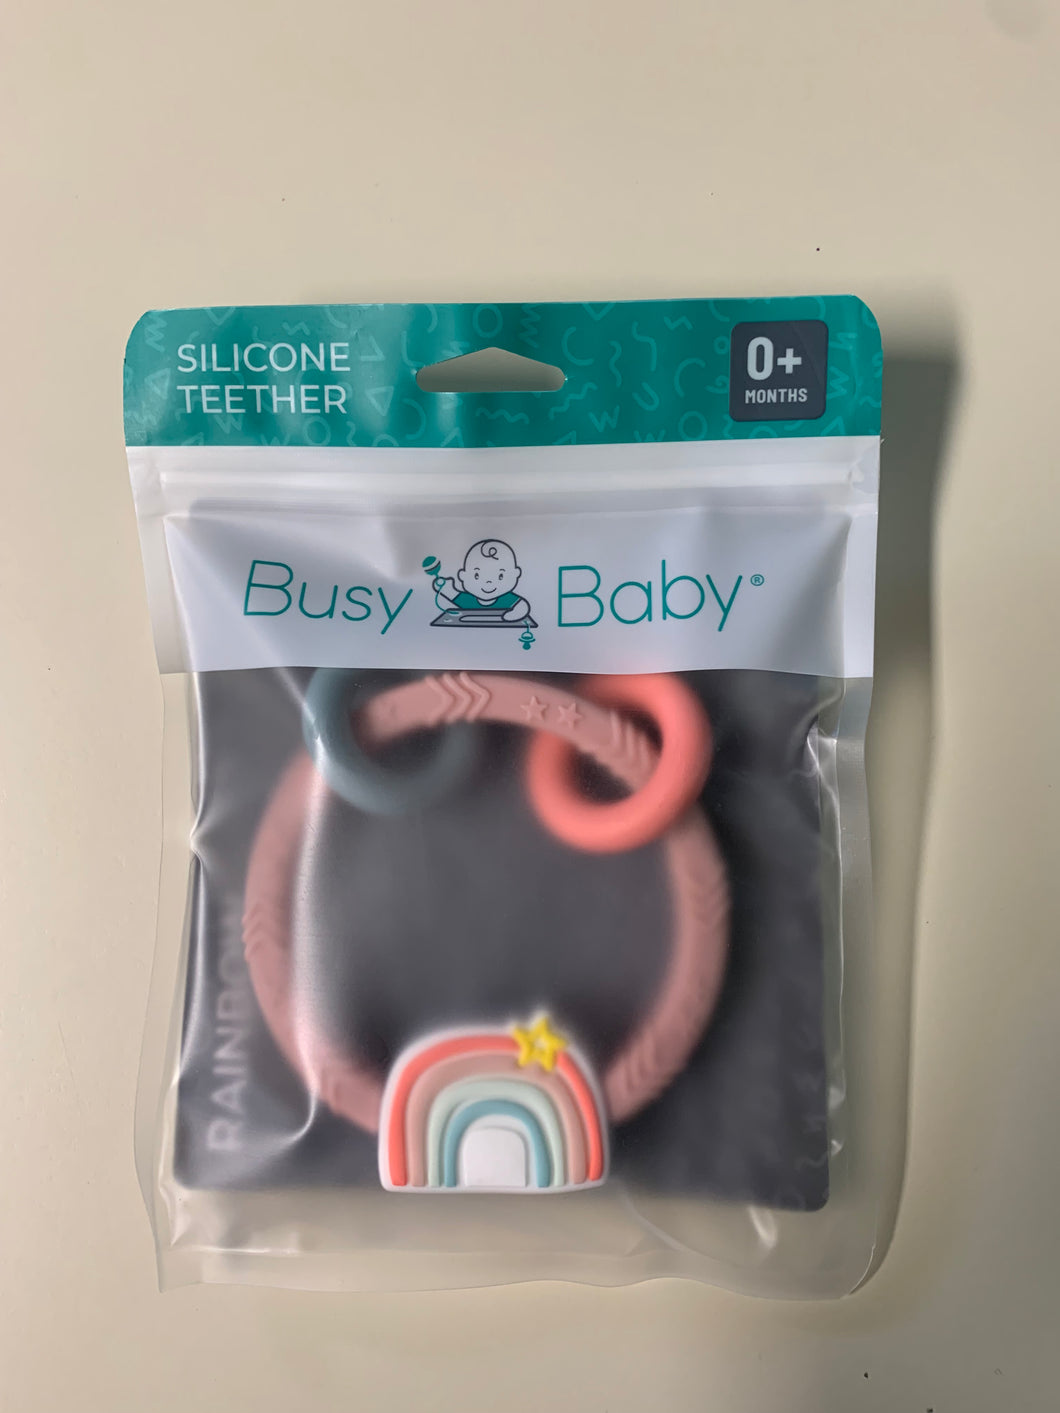 SILICONE
TEETHER
0+
MONTHS
Busy Baby®
RAINBOW